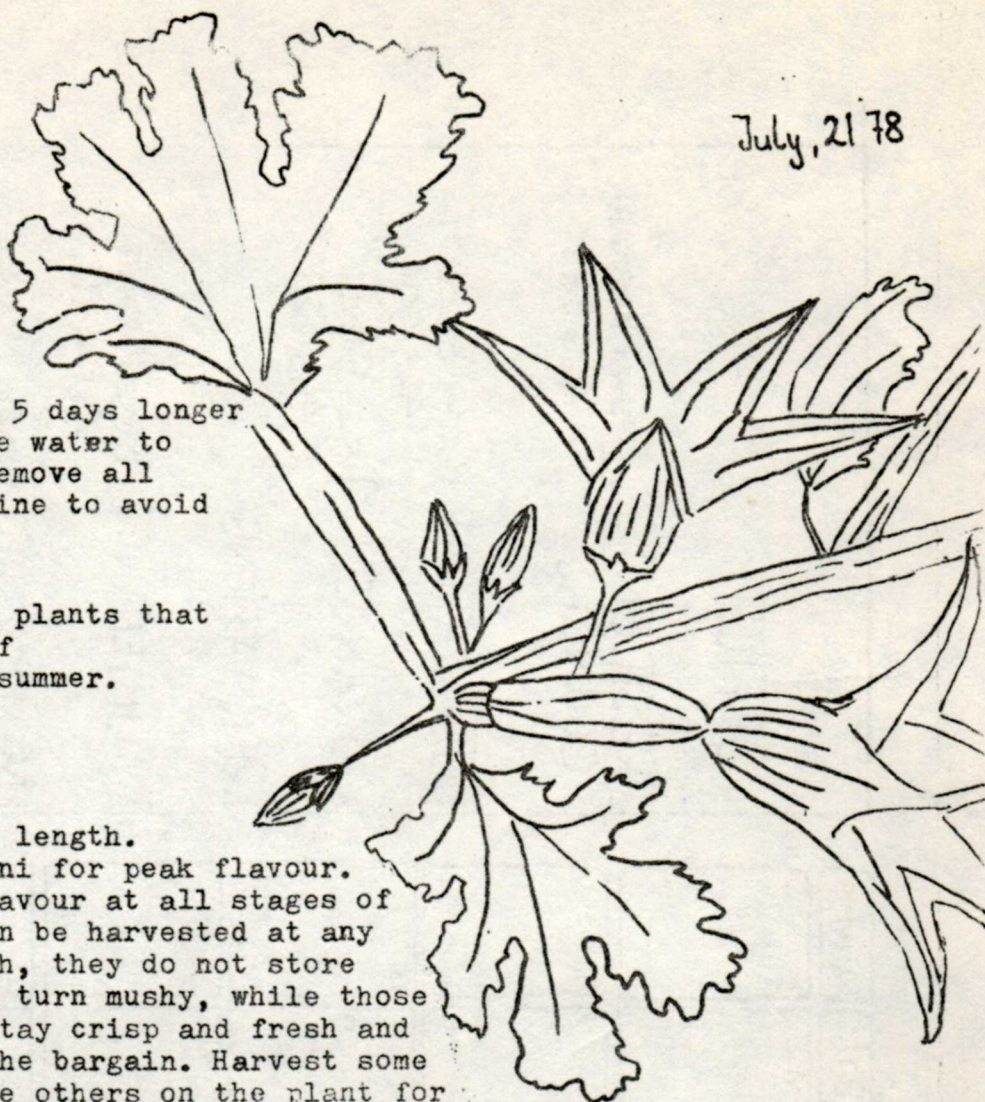 July, 21 78
5 days longer
e water to
emove all
ine to avoid
plants that
f
summer.
length.
ni for peak flavour.
avour at all stages of
n be harvested at any
h, they do not store
turn mushy, while those
tay crisp and fresh and
he bargain. Harvest some
e others on the plant for